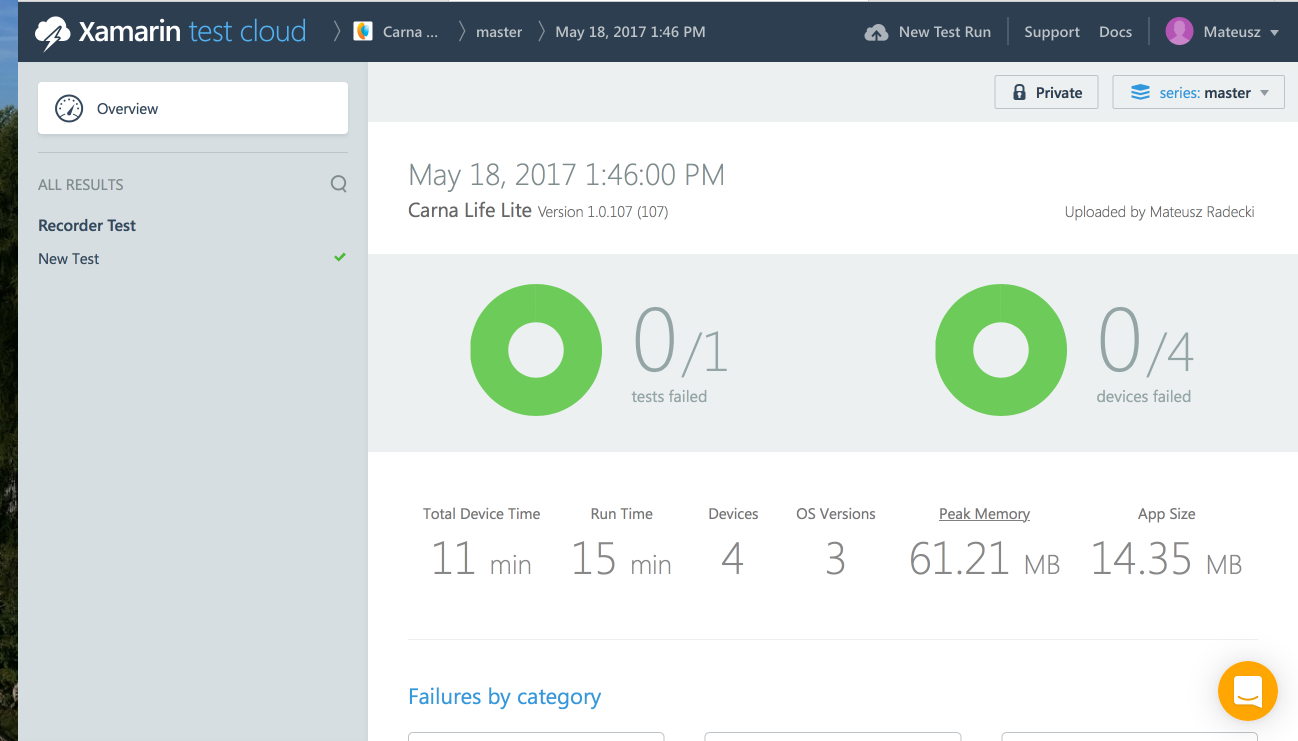 Xamarin test cloud
Carna ...
master
May 18, 2017 1:46 PM
New Test Run
Support
Docs
Mateusz
Overview
Private
series: master
ALL RESULTS
Recorder Test
New Test
May 18, 2017 1:46:00 PM
Carna Life Lite Version 1.0.107 (107)
Uploaded by Mateusz Radecki
0/1
tests failed
0/4
devices failed
Total Device Time
11 min
Run Time
15 min
Devices
4
OS Versions
3
Peak Memory
61.21 MB
App Size
14.35 MB
Failures by category